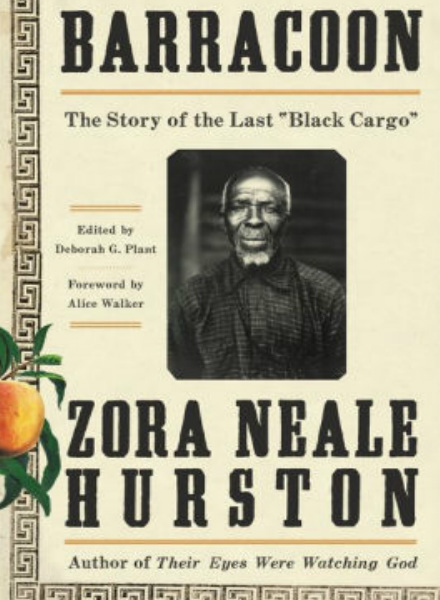 BARRACOON
The Story of the Last "Black Cargo"
Edited by
Deborah G. Plant
Foreword by
Alice Walker
ZORA NEALE
HURSTON
Author of Their Eyes Were Watching God